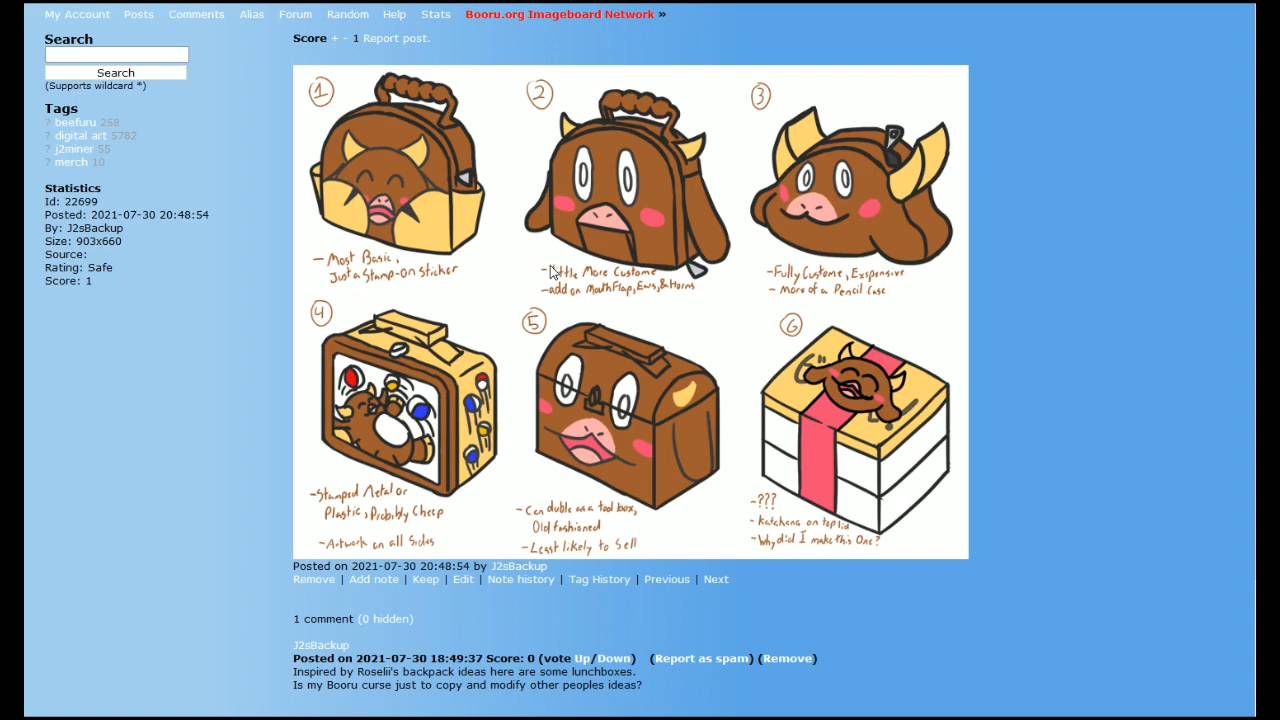 My Account Posts Comments Alias Forum Random Help Stats Booru.org Imageboard Network »
Search
Search
(Supports wildcard *)
Tags
? beefuru 258
? digital art 5782
? j2miner 55
? merch 10
Statistics
Id: 22699
Posted: 2021-07-30 20:48:54
By: J2sBackup
Size: 903x660
Source:
Rating: Safe
Score: 1
Score + - 1 Report post.
1
- Most Basic,
Just a Stamp-on Sticker
2
- Little More Custome
- add on Mouth Flap, Ears, & Horns
3
- Fully Custome, Exspensive
- More of a Pencil Case
4
- Stamped Metal or
Plastic, Probibly Cheep
- Artwork on all Sides
5
- Can duble as a tool box,
Old fashioned
- Least likely to Sell
6
- ???
- Katakana on top lid
- Why did I make this One?
Posted on 2021-07-30 20:48:54 by J2sBackup
Remove | Add note | Keep | Edit | Note history | Tag History | Previous | Next
1 comment (0 hidden)
J2sBackup
Posted on 2021-07-30 18:49:37 Score: 0 (vote Up/Down) (Report as spam) (Remove)
Inspired by Roselii's backpack ideas here are some lunchboxes.
Is my Booru curse just to copy and modify other peoples ideas?